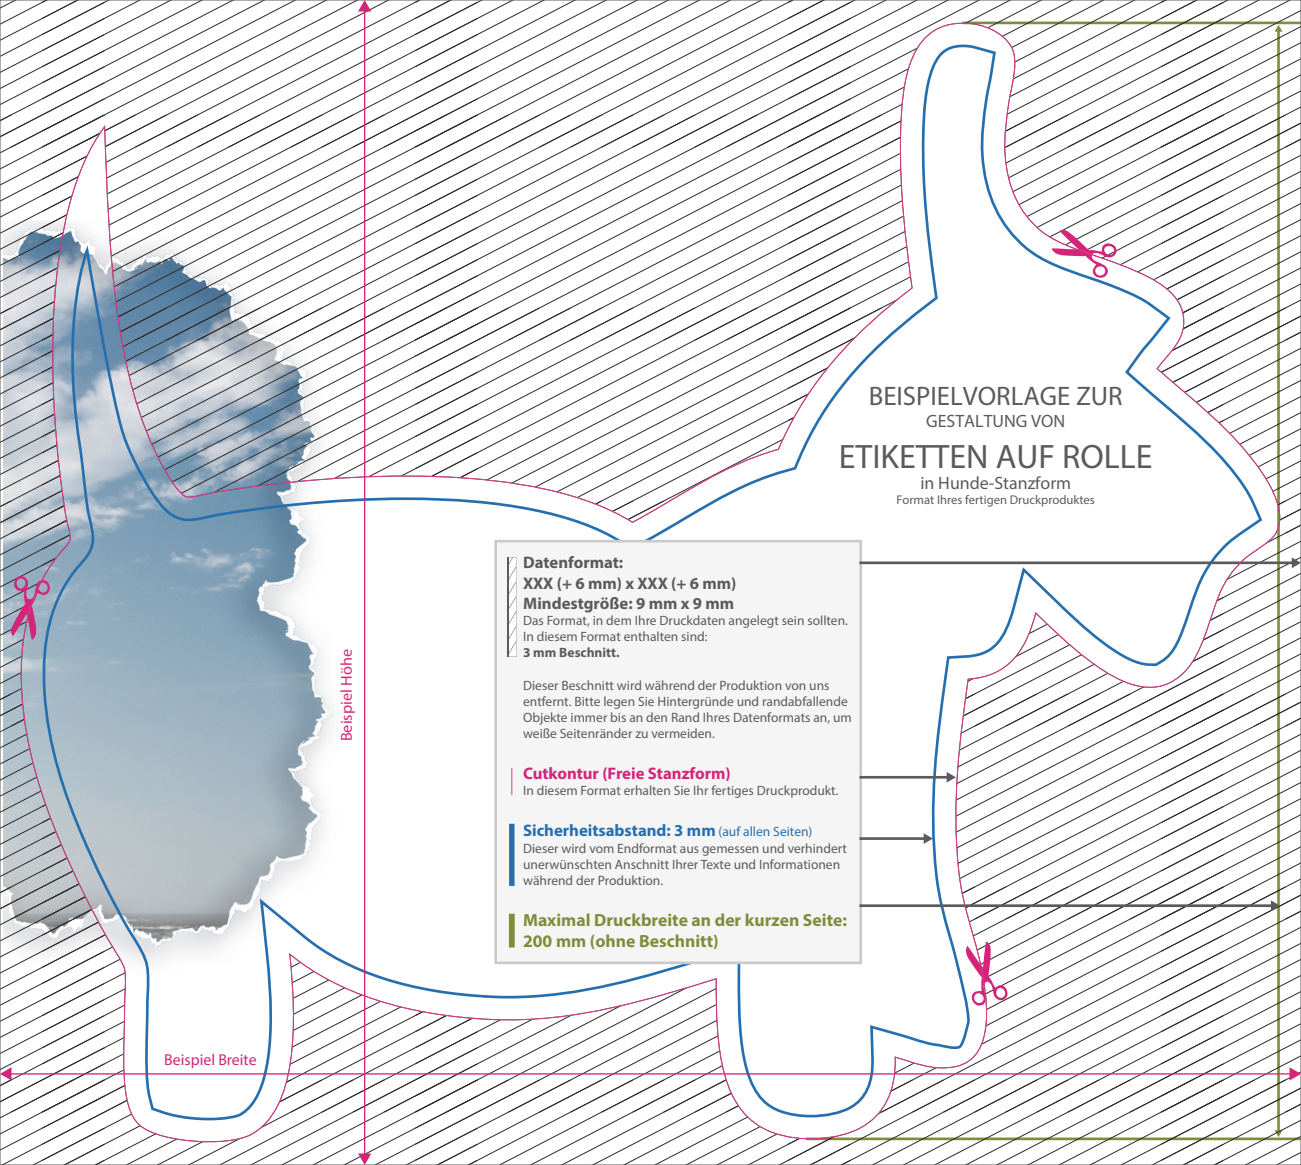 BEISPIELVORLAGE ZUR
GESTALTUNG VON
ETIKETTEN AUF ROLLE
in Hunde-Stanzform
Format Ihres fertigen Druckproduktes
Datenformat:
XXX (+ 6 mm) x XXX (+ 6 mm)
Mindestgröße: 9 mm x 9 mm
Das Format, in dem Ihre Druckdaten angelegt sein sollten.
In diesem Format enthalten sind:
3 mm Beschnitt.
Dieser Beschnitt wird während der Produktion von uns
entfernt. Bitte legen Sie Hintergründe und randabfallende
Objekte immer bis an den Rand Ihres Datenformats an, um
weiße Seitenränder zu vermeiden.
Cutkontur (Freie Stanzform)
In diesem Format erhalten Sie Ihr fertiges Druckprodukt.
Sicherheitsabstand: 3 mm (auf allen Seiten)
Dieser wird vom Endformat aus gemessen und verhindert
unerwünschten Anschnitt Ihrer Texte und Informationen
während der Produktion.
Maximal Druckbreite an der kurzen Seite:
200 mm (ohne Beschnitt)
Beispiel Höhe
Beispiel Breite